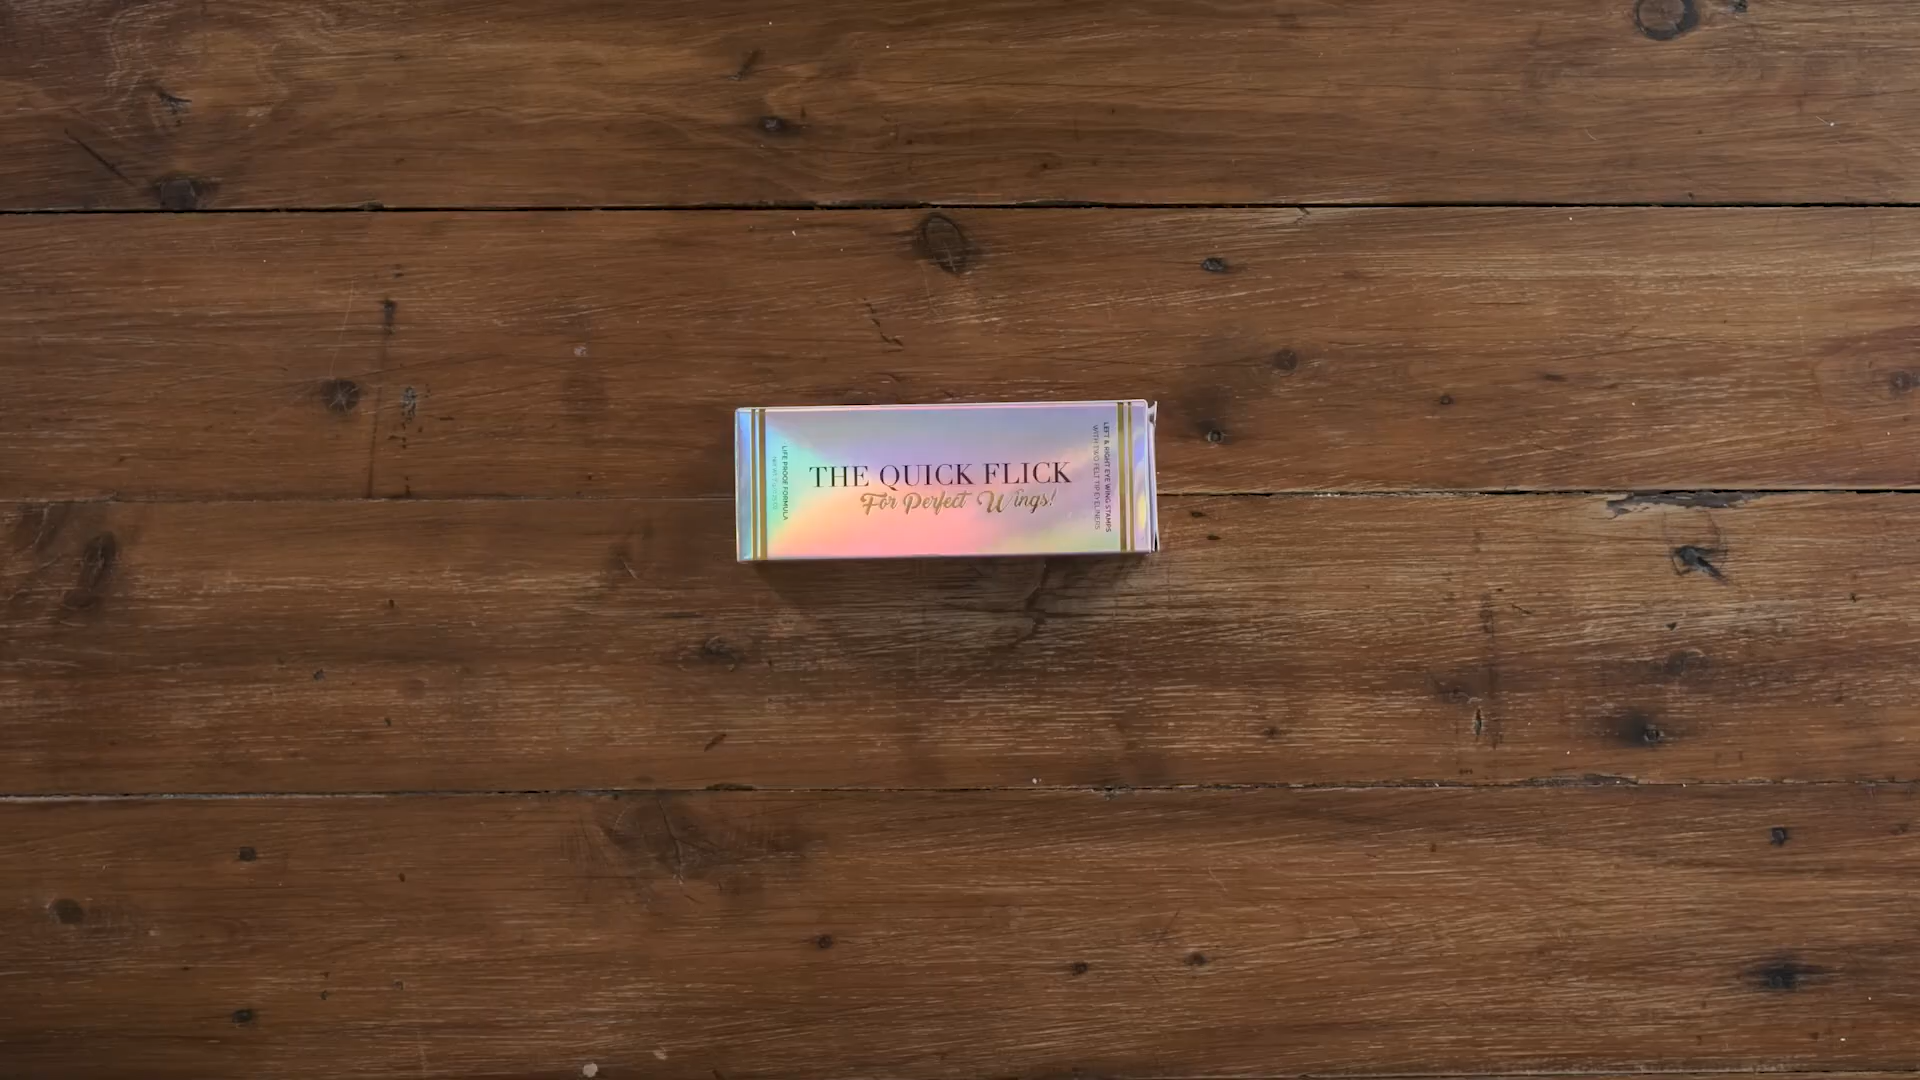 THE QUICK FLICK
For Perfect Wings!
LIFE PROOF FORMULA
LEFT & RIGHT EYE WING STAMPS
WITH TWO FELT TIP EYELINERS